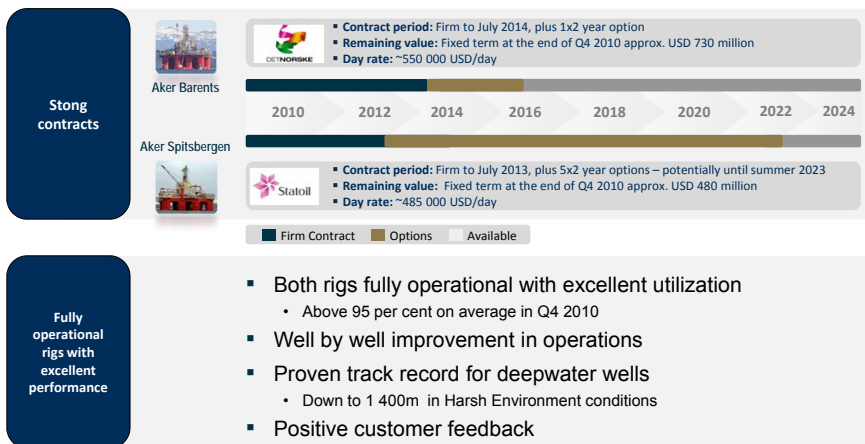 Stong
contracts
Aker Barents
DETNORSKE
▪ Contract period: Firm to July 2014, plus 1x2 year option
▪ Remaining value: Fixed term at the end of Q4 2010 approx. USD 730 million
▪ Day rate: ~550 000 USD/day
2010 2012 2014 2016 2018 2020 2022 2024
Aker Spitsbergen
Statoil
▪ Contract period: Firm to July 2013, plus 5x2 year options – potentially until summer 2023
▪ Remaining value: Fixed term at the end of Q4 2010 approx. USD 480 million
▪ Day rate: ~485 000 USD/day
Firm Contract Options Available
Fully
operational
rigs with
excellent
performance
▪ Both rigs fully operational with excellent utilization
• Above 95 per cent on average in Q4 2010
▪ Well by well improvement in operations
▪ Proven track record for deepwater wells
• Down to 1 400m in Harsh Environment conditions
▪ Positive customer feedback